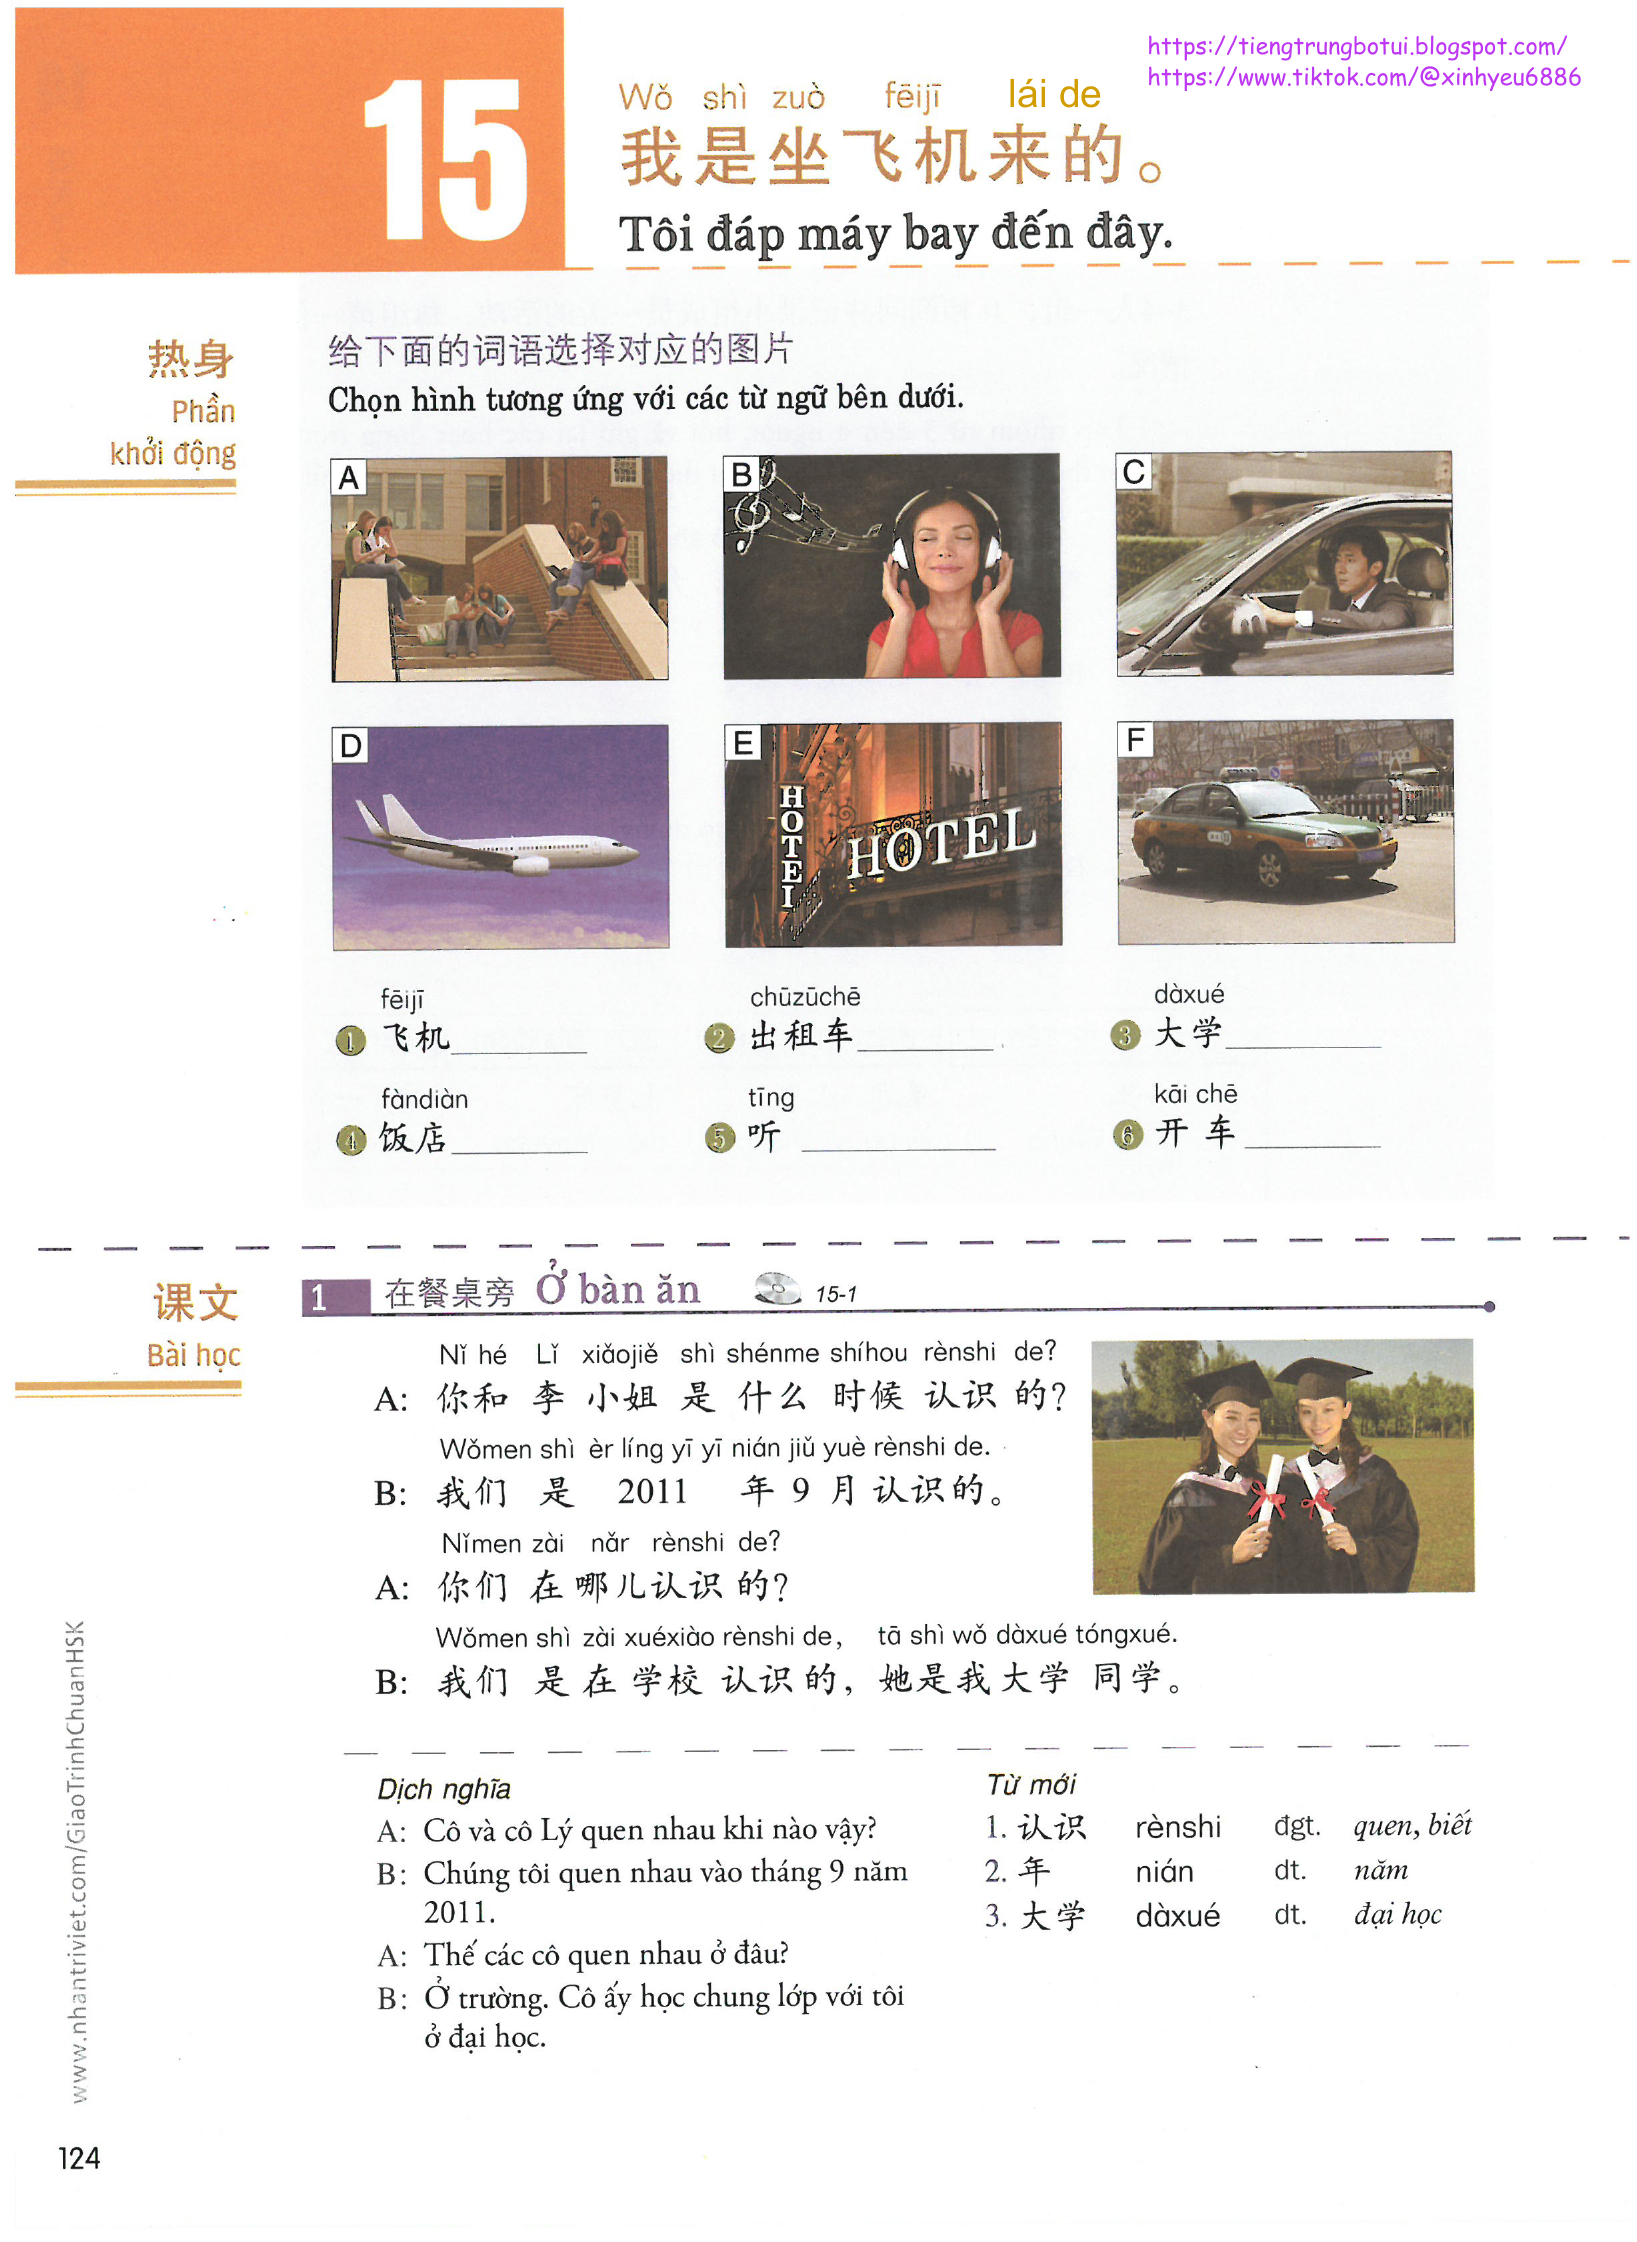 https://tiengtrungbotui.blogspot.com/
https://www.tiktok.com/@xinhyeu6886
15
Wǒ shì zuò fēijī lái de
我是坐飞机来的。
Tôi đáp máy bay đến đây.
热身
Phần
khởi động
给下面的词语选择对应的图片
Chọn hình tương ứng với các từ ngữ bên dưới.
A
B
C
D
E
HOTEL
HOTEL
F
fēijī
1 飞机
chūzūchē
2 出租车
dàxué
3 大学
fàndiàn
4 饭店
tīng
5 听
kāi chē
6 开车
课文
Bài học
1 在餐桌旁 Ở bàn ăn 15-1
Nǐ hé Lǐ xiǎojiě shì shénme shíhou rènshi de?
A: 你和 李 小姐 是 什么 时候 认识 的?
Wǒmen shì èr líng yī yī nián jiǔ yuè rènshi de.
B: 我们 是 2011 年 9 月 认识的。
Nǐmen zài nǎr rènshi de?
A: 你们 在 哪儿认识 的?
Wǒmen shì zài xuéxiào rènshi de, tā shì wǒ dàxué tóngxué.
B: 我们 是 在 学校 认识 的, 她是我 大学 同学。
Dịch nghĩa
A: Cô và cô Lý quen nhau khi nào vậy?
B: Chúng tôi quen nhau vào tháng 9 năm
2011.
A: Thế các cô quen nhau ở đâu?
B: Ở trường. Cô ấy học chung lớp với tôi
ở đại học.
Từ mới
1. 认识 rènshi đgt. quen, biết
2. 年 nián dt. năm
3. 大学 dàxué dt. đại học
www.nhantriviet.com/GiaoTrinhChuanHSK
124